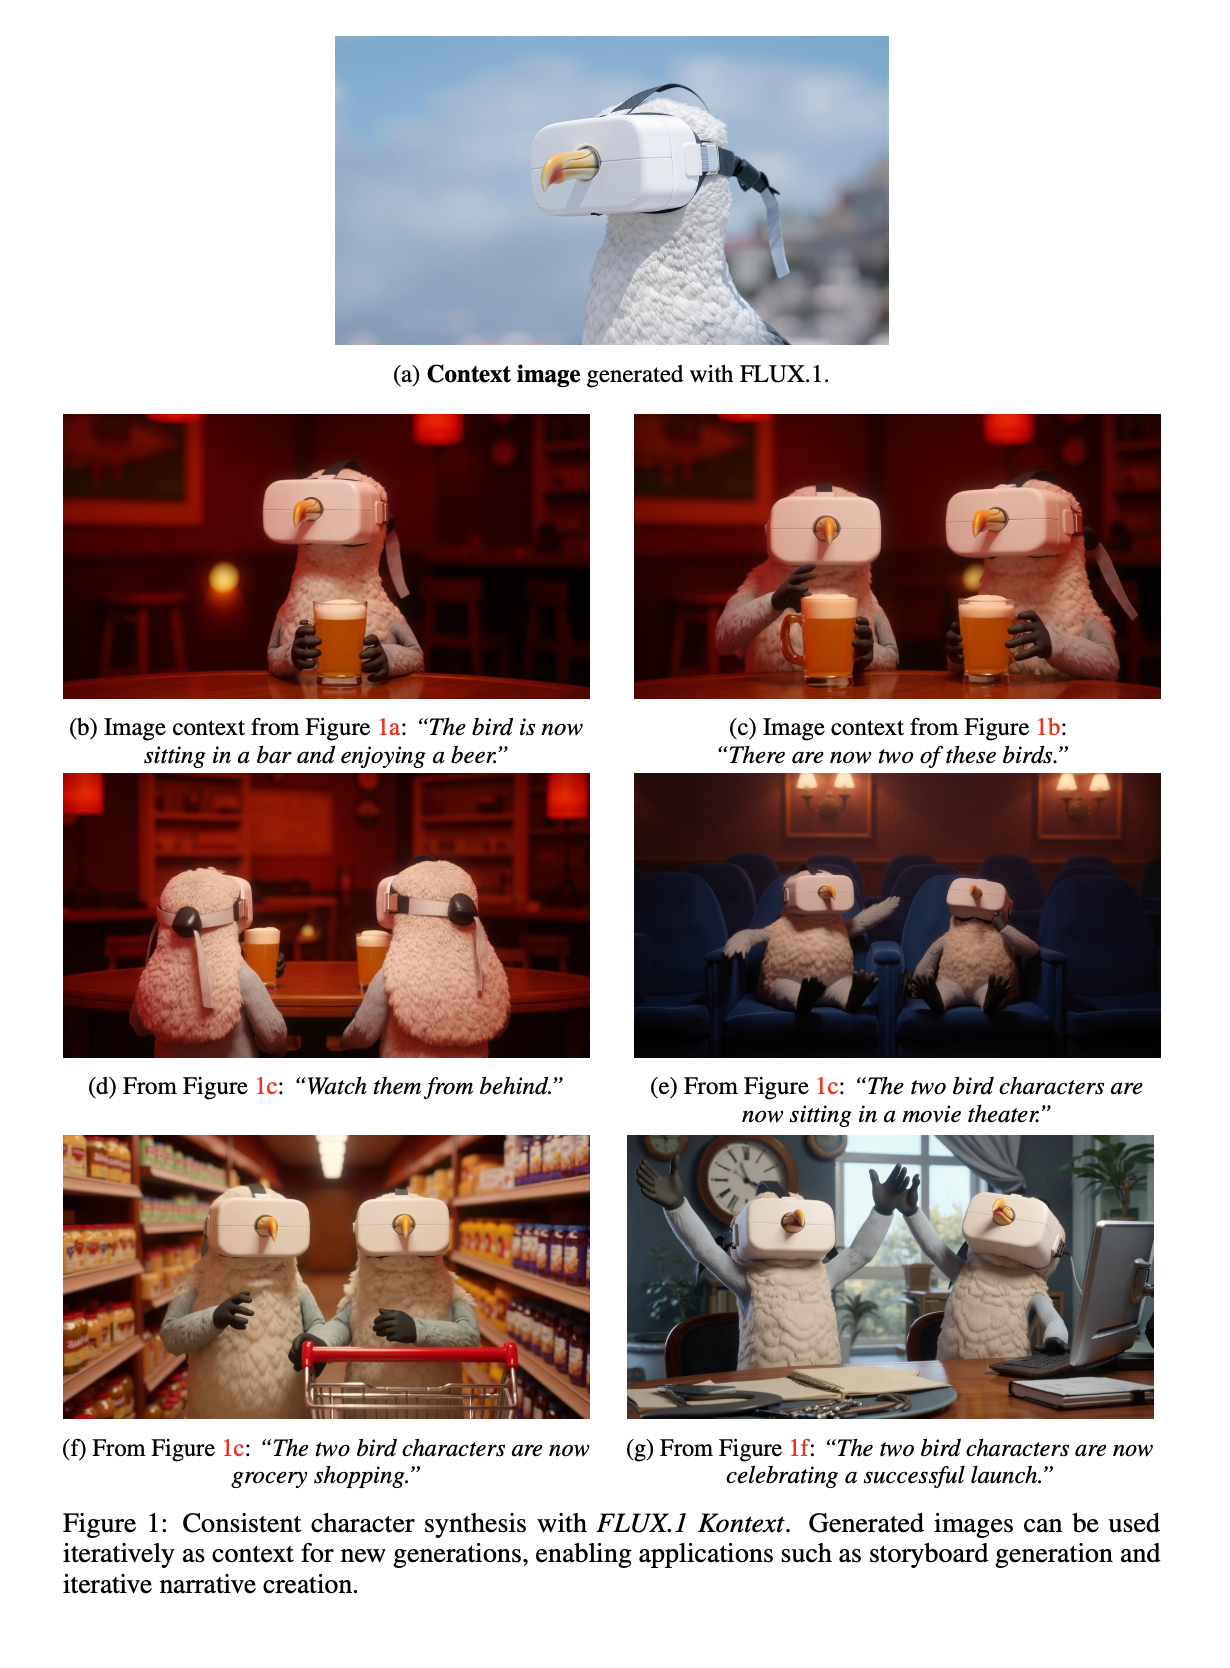 (a) Context image generated with FLUX.1.
(b) Image context from Figure 1a: “The bird is now
sitting in a bar and enjoying a beer.”
(c) Image context from Figure 1b:
“There are now two of these birds.”
(d) From Figure 1c: “Watch them from behind.”
(e) From Figure 1c: “The two bird characters are
now sitting in a movie theater.”
(f) From Figure 1c: “The two bird characters are now
grocery shopping.”
(g) From Figure 1f: “The two bird characters are now
celebrating a successful launch.”
Figure 1: Consistent character synthesis with FLUX.1 Kontext. Generated images can be used
iteratively as context for new generations, enabling applications such as storyboard generation and
iterative narrative creation.